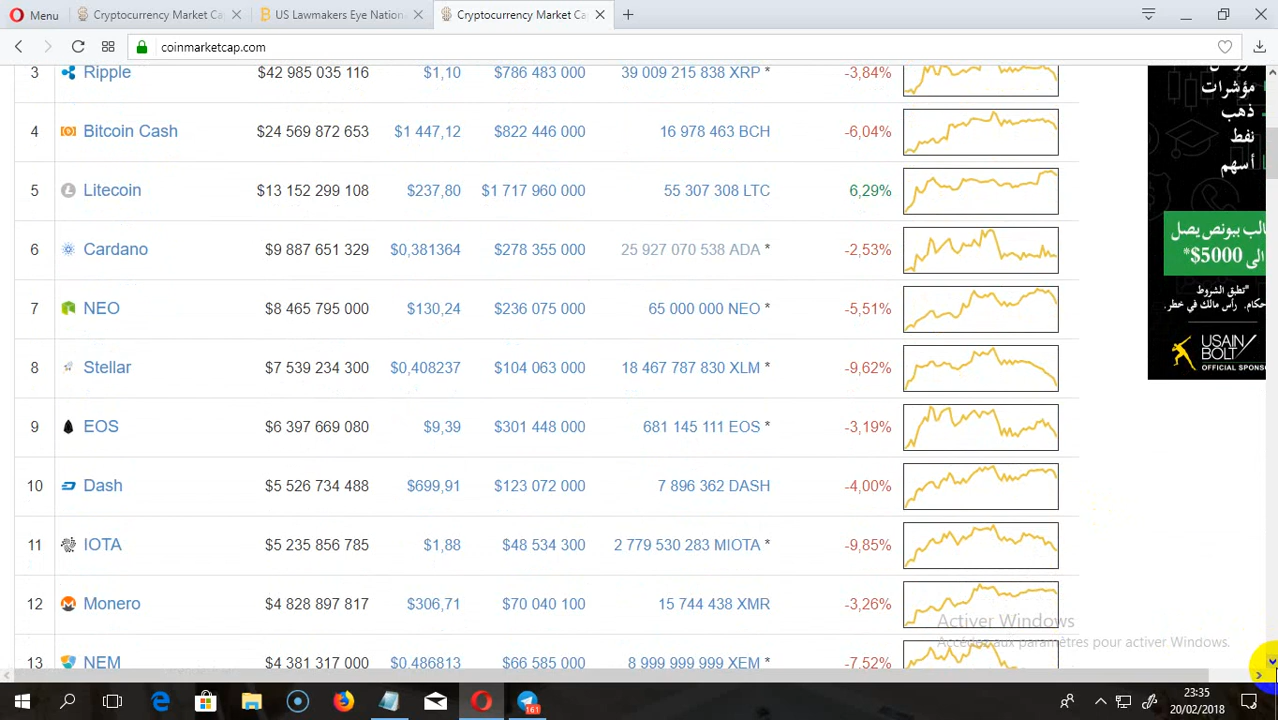 Menu
Cryptocurrency Market Ca
US Lawmakers Eye Nationa
Cryptocurrency Market Ca
coinmarketcap.com
3 Ripple $42 985 035 116 $1,10 $786 483 000 39 009 215 838 XRP * -3,84%
4 Bitcoin Cash $24 569 872 653 $1 447,12 $822 446 000 16 978 463 BCH -6,04%
5 Litecoin $13 152 299 108 $237,80 $1 717 960 000 55 307 308 LTC 6,29%
6 Cardano $9 887 651 329 $0,381364 $278 355 000 25 927 070 538 ADA * -2,53%
7 NEO $8 465 795 000 $130,24 $236 075 000 65 000 000 NEO * -5,51%
8 Stellar $7 539 234 300 $0,408237 $104 063 000 18 467 787 830 XLM * -9,62%
9 EOS $6 397 669 080 $9,39 $301 448 000 681 145 111 EOS * -3,19%
10 Dash $5 526 734 488 $699,91 $123 072 000 7 896 362 DASH -4,00%
11 IOTA $5 235 856 785 $1,88 $48 534 300 2 779 530 283 MIOTA * -9,85%
12 Monero $4 828 897 817 $306,71 $70 040 100 15 744 438 XMR -3,26%
13 NEM $4 381 317 000 $0,486813 $66 585 000 8 999 999 999 XEM * -7,52%
مؤشرات
ذهب
نفط
أسهم
ببونص يصل
الى 5000$*
*تطبق الشروط
رأس مالك في خطر.
USAIN
BOLT
OFFICIAL SPONS
Activer Windows
Accédez aux paramètres pour activer Windows.
161
23:35
20/02/2018